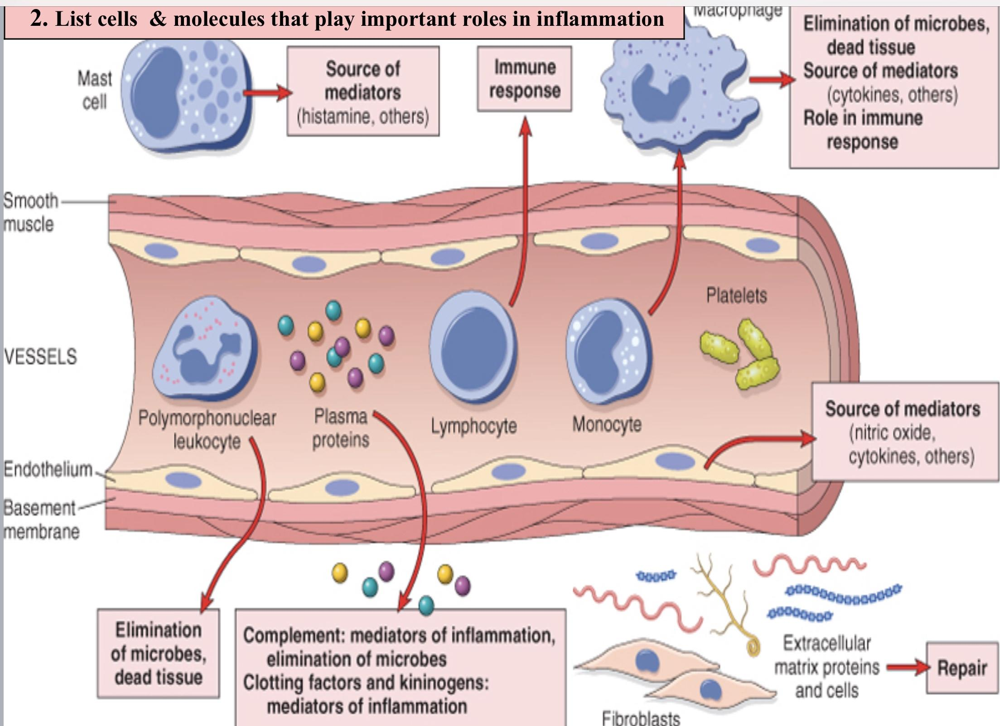 2. List cells & molecules that play important roles in inflammation
Macrophage
Elimination of microbes,
dead tissue
Source of mediators
(cytokines, others)
Role in immune
response
Mast
cell
Source of
mediators
(histamine, others)
Immune
response
Smooth
muscle
Platelets
VESSELS
Polymorphonuclear
leukocyte
Plasma
proteins
Lymphocyte
Monocyte
Source of mediators
(nitric oxide,
cytokines, others)
Endothelium
Basement
membrane
Elimination
of microbes,
dead tissue
Complement: mediators of inflammation,
elimination of microbes
Clotting factors and kininogens:
mediators of inflammation
Extracellular
matrix proteins
and cells
Repair
Fibroblasts